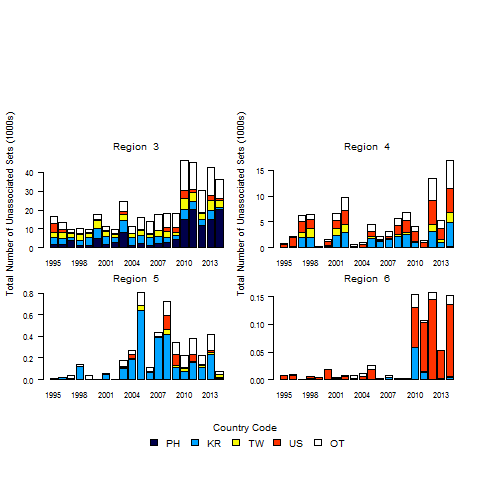 Region 3
Region 4
Total Number of Unassociated Sets (1000s)
40
30
20
10
0
1995 1998 2001 2004 2007 2010 2013
Total Number of Unassociated Sets (1000s)
15
10
5
0
1995 1998 2001 2004 2007 2010 2013
Region 5
Region 6
0.8
0.6
0.4
0.2
0.0
1995 1998 2001 2004 2007 2010 2013
0.15
0.10
0.05
0.00
1995 1998 2001 2004 2007 2010 2013
Country Code
PH KR TW US OT